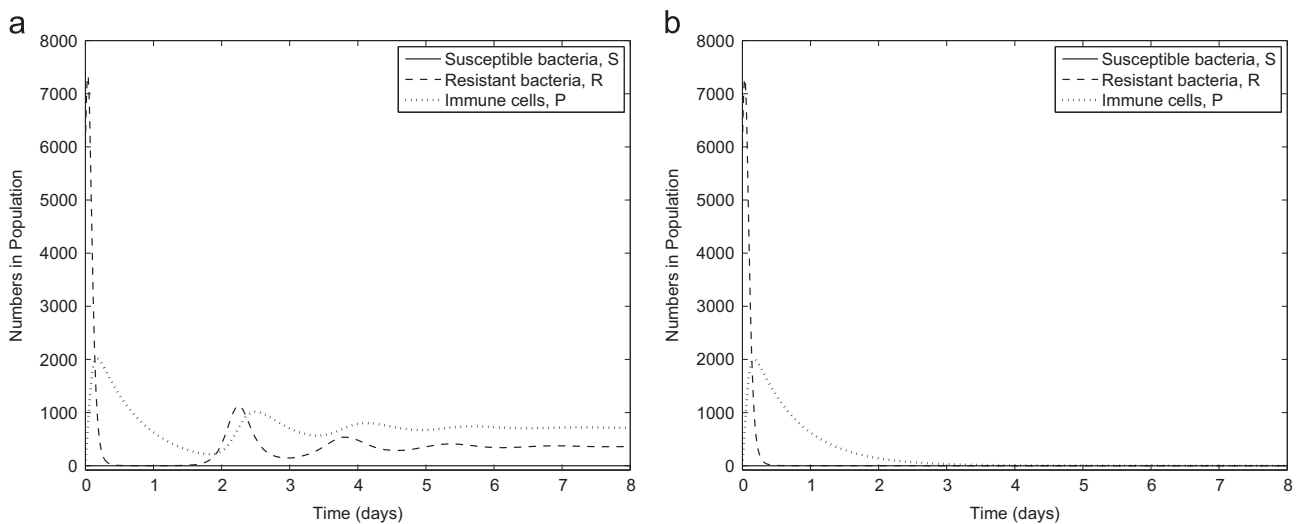 a
8000
7000
6000
5000
4000
3000
2000
1000
0
Numbers in Population
0 1 2 3 4 5 6 7 8
Time (days)
Susceptible bacteria, S
Resistant bacteria, R
Immune cells, P
b
8000
7000
6000
5000
4000
3000
2000
1000
0
Numbers in Population
0 1 2 3 4 5 6 7 8
Time (days)
Susceptible bacteria, S
Resistant bacteria, R
Immune cells, P